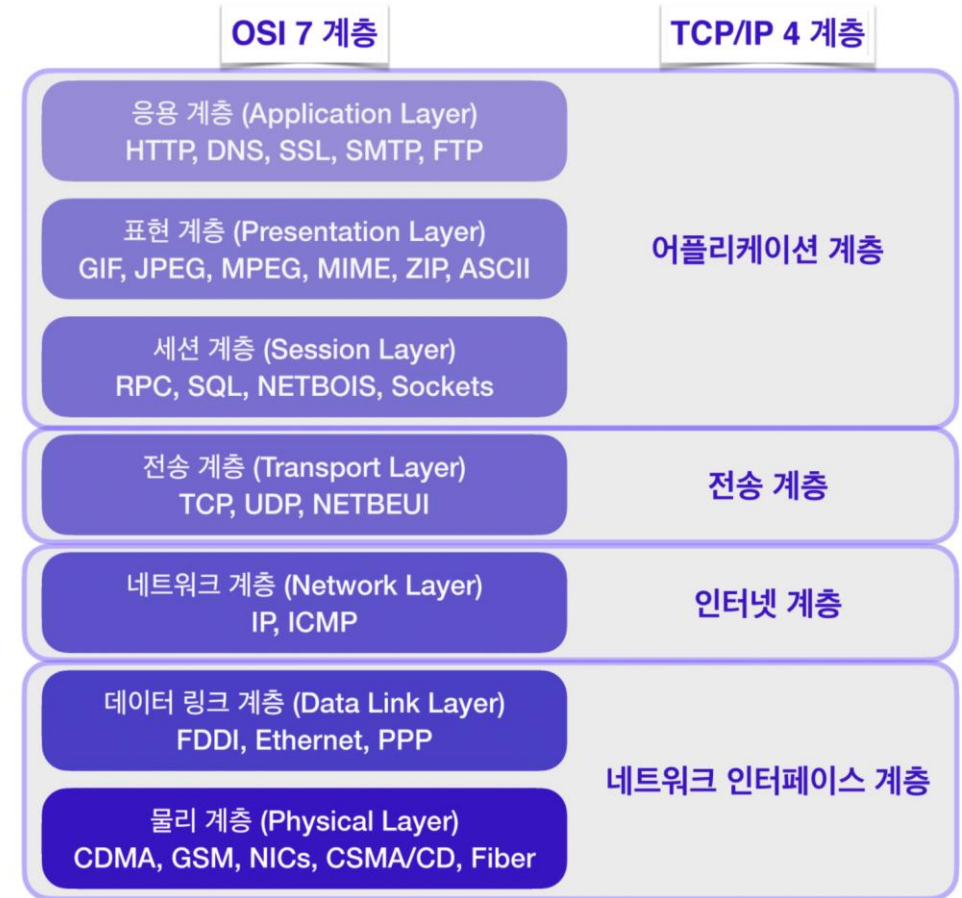 OSI 7 계층
TCP/IP 4 계층
응용 계층 (Application Layer)
HTTP, DNS, SSL, SMTP, FTP
표현 계층 (Presentation Layer)
GIF, JPEG, MPEG, MIME, ZIP, ASCII
세션 계층 (Session Layer)
RPC, SQL, NETBOIS, Sockets
어플리케이션 계층
전송 계층 (Transport Layer)
TCP, UDP, NETBEUI
전송 계층
네트워크 계층 (Network Layer)
IP, ICMP
인터넷 계층
데이터 링크 계층 (Data Link Layer)
FDDI, Ethernet, PPP
물리 계층 (Physical Layer)
CDMA, GSM, NICs, CSMA/CD, Fiber
네트워크 인터페이스 계층